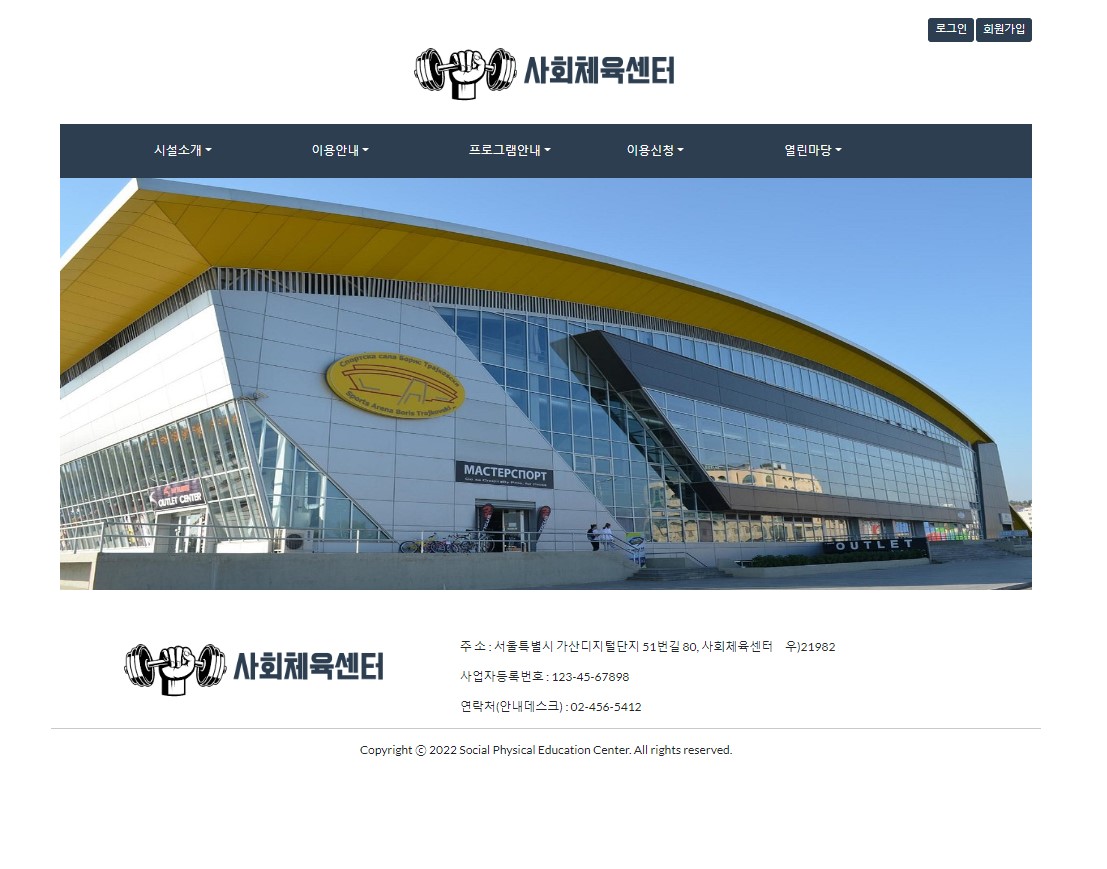 로그인 회원가입
사회체육센터
시설소개 이용안내 프로그램안내 이용신청 열린마당
Спортска сала Борис Трајковски
Sports Arena Boris Trajkovski
МАСТЕРСПОРТ
OUTLET CENTER
OUTLET
사회체육센터
주 소 : 서울특별시 가산디지털단지 51번길 80, 사회체육센터 우)21982
사업자등록번호 : 123-45-67898
연락처(안내데스크) : 02-456-5412
Copyright ⓒ 2022 Social Physical Education Center. All rights reserved.